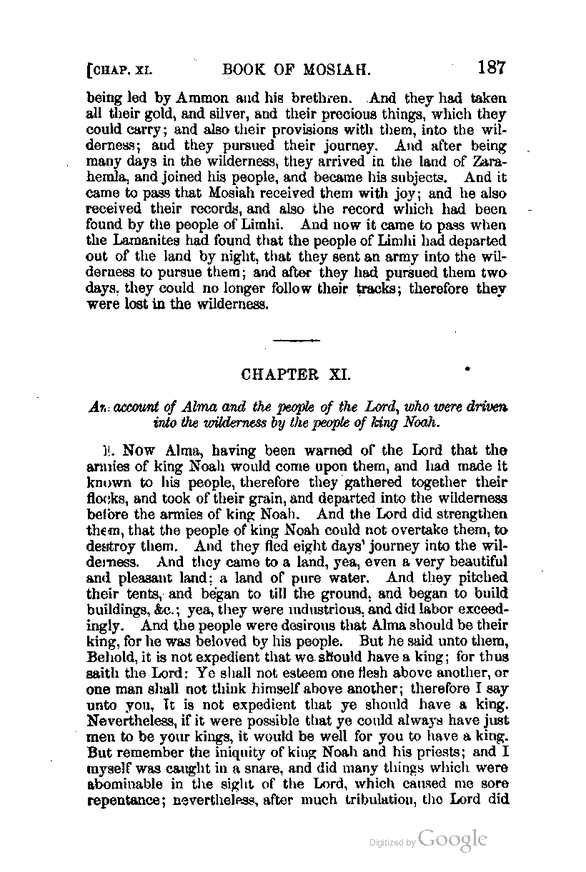 [CHAP. XI. BOOK OF MOSIAH. 187
being led by Ammon and his brethren. And they had taken
all their gold, and silver, and their precious things, which they
could carry; and also their provisions with them, into the wil-
derness; and they pursued their journey. And after being
many days in the wilderness, they arrived in the land of Zara-
hemla, and joined his people, and became his subjects. And it
came to pass that Mosiah received them with joy; and he also
received their records, and also the record which had been
found by the people of Limhi. And now it came to pass when
the Lamanites had found that the people of Limhi had departed
out of the land by night, that they sent an army into the wil-
derness to pursue them; and after they had pursued them two
days, they could no longer follow their tracks; therefore they
were lost in the wilderness.
CHAPTER XI.
An account of Alma and the people of the Lord, who were driven
into the wilderness by the people of king Noah.
1. Now Alma, having been warned of the Lord that the
armies of king Noah would come upon them, and had made it
known to his people, therefore they gathered together their
flocks, and took of their grain, and departed into the wilderness
before the armies of king Noah. And the Lord did strengthen
them, that the people of king Noah could not overtake them, to
destroy them. And they fled eight days' journey into the wil-
derness. And they came to a land, yea, even a very beautiful
and pleasant land; a land of pure water. And they pitched
their tents, and began to till the ground, and began to build
buildings, &c.; yea, they were industrious, and did labor exceed-
ingly. And the people were desirous that Alma should be their
king, for he was beloved by his people. But he said unto them,
Behold, it is not expedient that we should have a king; for thus
saith the Lord: Ye shall not esteem one flesh above another, or
one man shall not think himself above another; therefore I say
unto you, It is not expedient that ye should have a king.
Nevertheless, if it were possible that ye could always have just
men to be your kings, it would be well for you to have a king.
But remember the iniquity of king Noah and his priests; and I
myself was caught in a snare, and did many things which were
abominable in the sight of the Lord, which caused me sore
repentance; nevertheless, after much tribulation, the Lord did
Digitized by Google